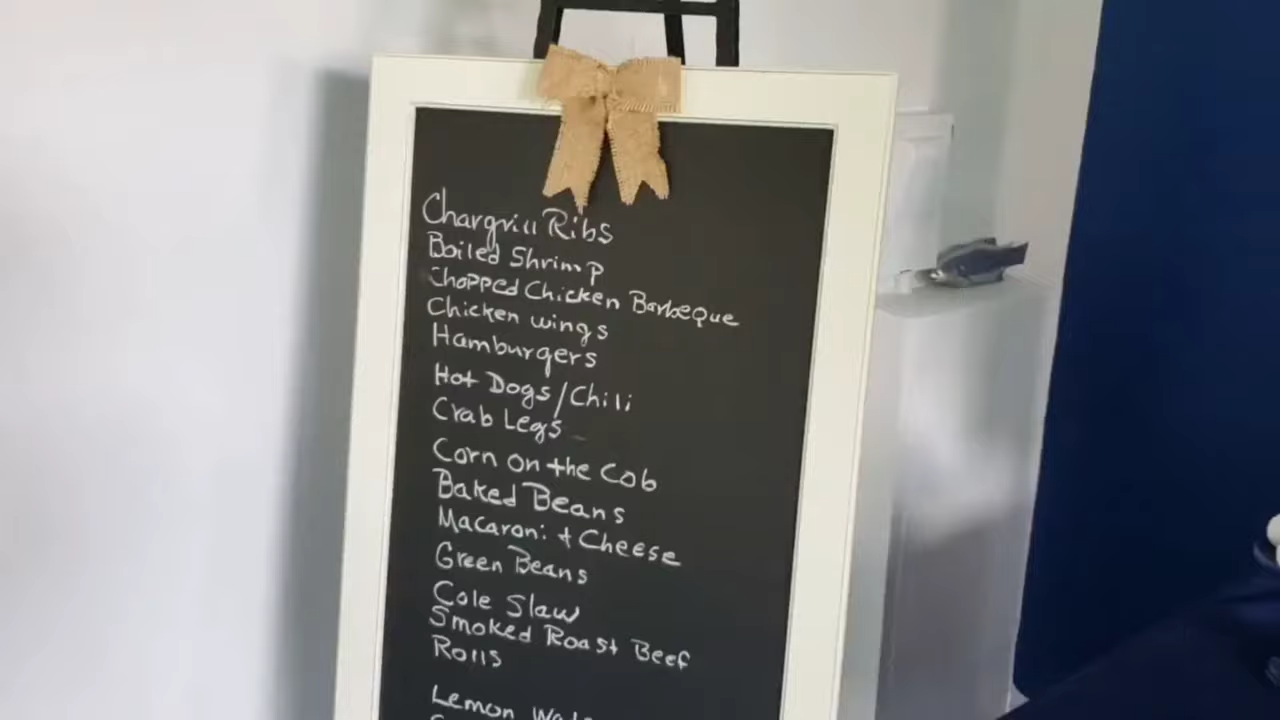 Chargrill Ribs
Boiled Shrimp
Chopped Chicken Barbeque
Chicken wings
Hamburgers
Hot Dogs/Chili
Crab Legs
Corn on the Cob
Baked Beans
Macaroni + Cheese
Green Beans
Cole Slaw
Smoked Roast Beef
Rolls
Lemon